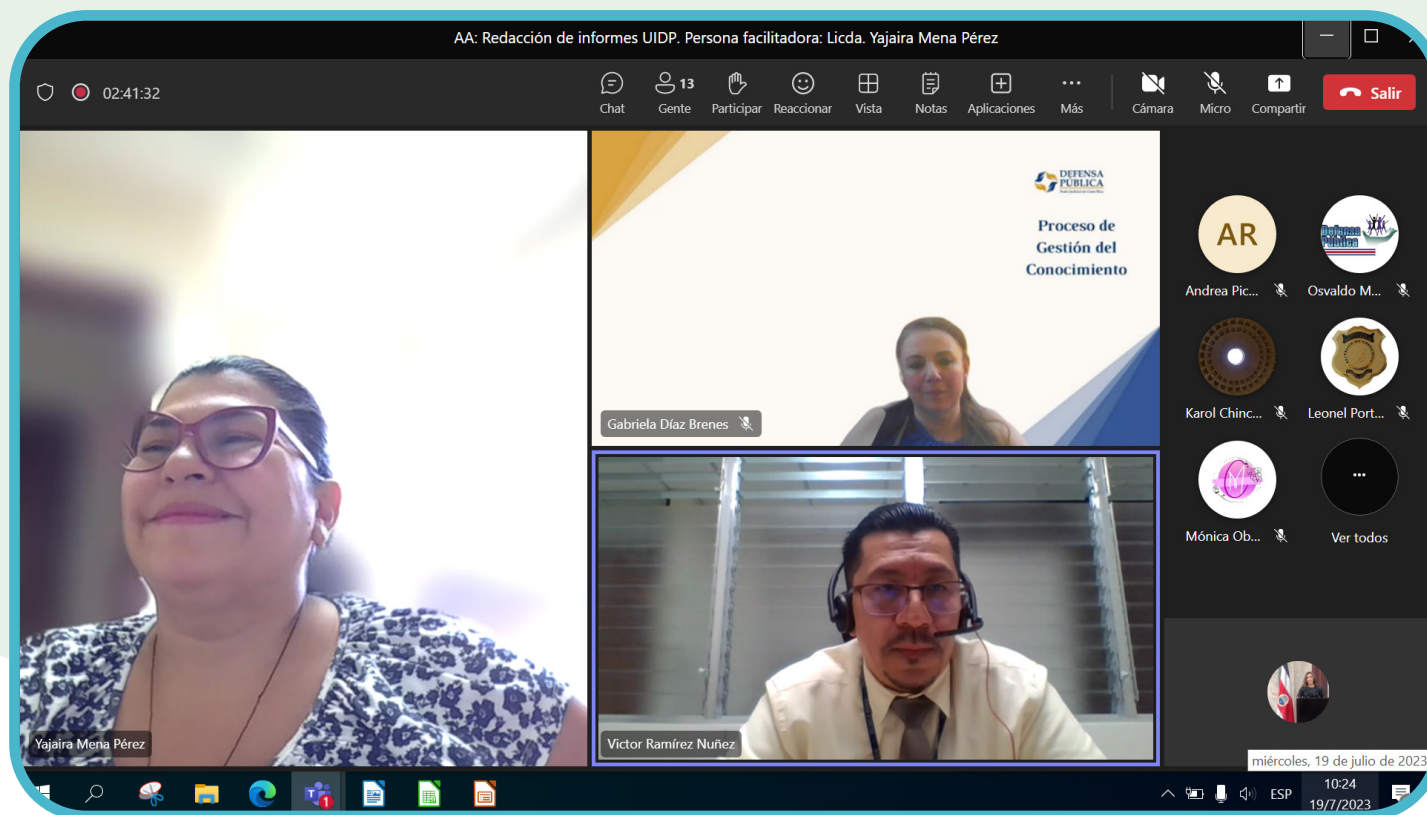 AA: Redacción de informes UIDP. Persona facilitadora: Licda. Yajaira Mena Pérez
02:41:32
Chat
13
Gente
Participar
Reaccionar
Vista
Notas
Aplicaciones
Más
Cámara
Micro
Compartir
Salir
DEFENSA
PÚBLICA
Proceso de
Gestión del
Conocimiento
Gabriela Díaz Brenes
Yajaira Mena Pérez
Victor Ramírez Nuñez
AR
Andrea Pic...
Defensa
Pública
Osvaldo M...
Karol Chinc...
Leonel Port...
Mónica Ob...
...
Ver todos
miércoles, 19 de julio de 2023
1
ESP
10:24
19/7/2023